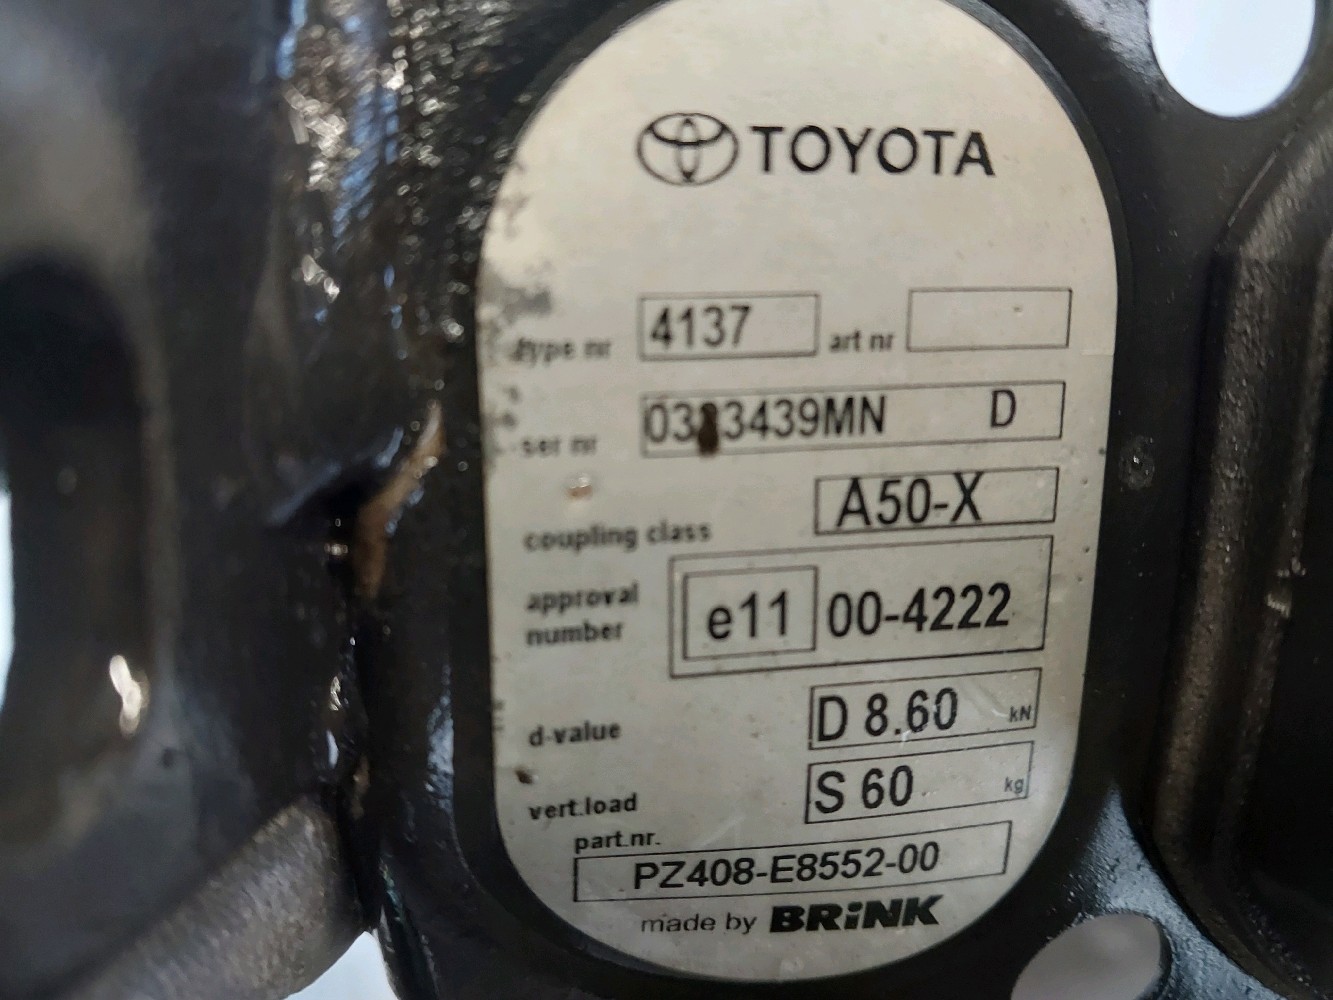 TOYOTA
type nr 4137 art nr
ser nr D
coupling class A50-X
approval number e11 00-4222
d-value D 8.60 kN
vert.load S 60 kg
part.nr.
PZ408-E8552-00
made by BRiNK